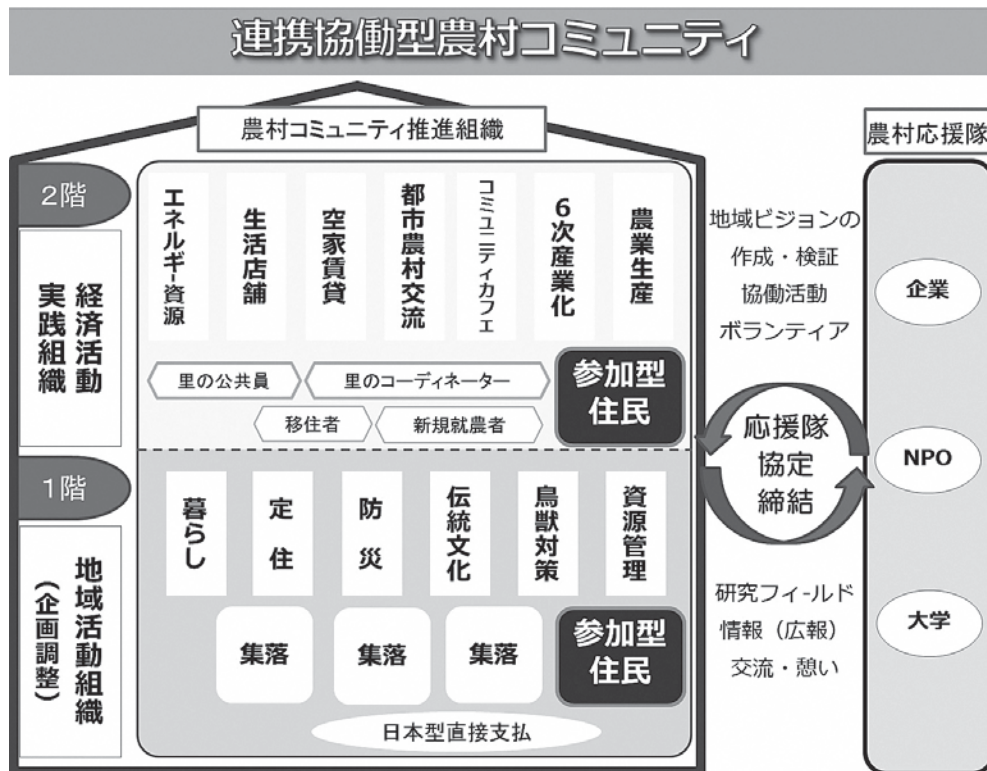 連携協働型農村コミュニティ
農村コミュニティ推進組織
農村応援隊
2階
経済活動
実践組織
エネルギー資源
生活店舗
空家賃貸
都市農村交流
コミュニティカフェ
6次産業化
農業生産
里の公共員
里のコーディネーター
移住者
新規就農者
参加型
住民
1階
地域活動組織
（企画調整）
暮らし
定住
防災
伝統文化
鳥獣対策
資源管理
集落
集落
集落
参加型
住民
日本型直接支払
地域ビジョンの
作成・検証
協働活動
ボランティア
応援隊
協定
締結
研究フィールド
情報（広報）
交流・憩い
企業
NPO
大学